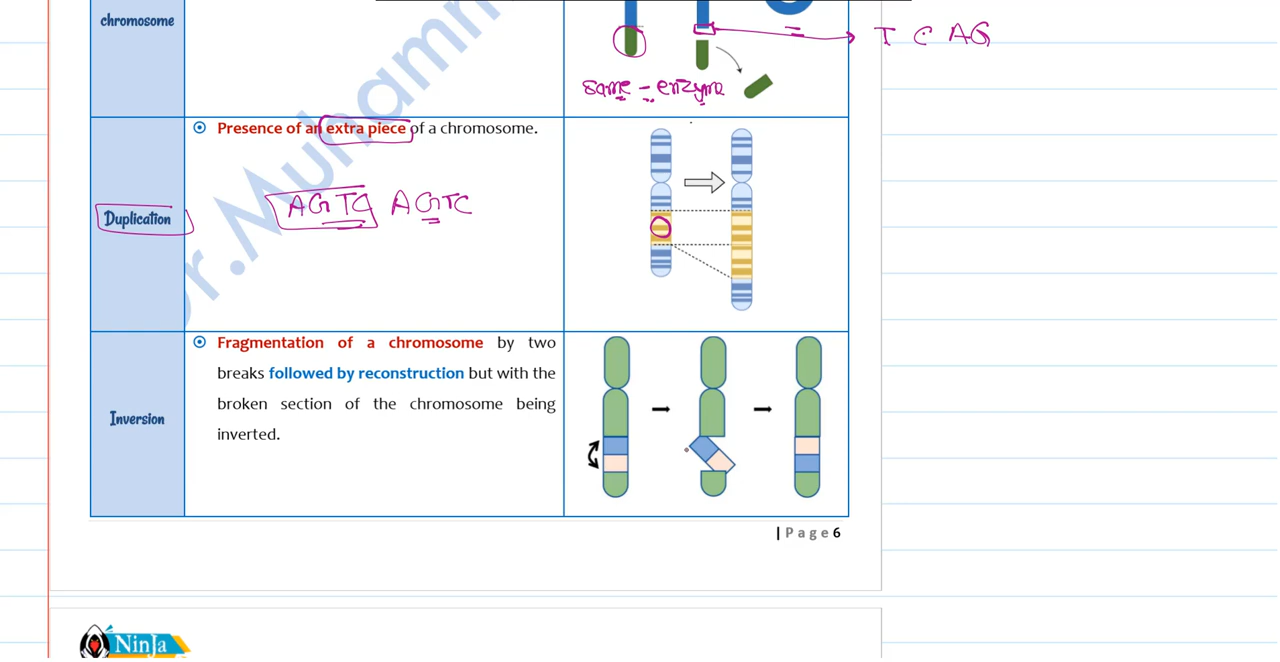 chromosome
T C AG
same - enzyme
Presence of an extra piece of a chromosome.
Duplication
AGTC AGTC
Fragmentation of a chromosome by two
breaks followed by reconstruction but with the
broken section of the chromosome being
inverted.
Inversion
| Page 6
Ninja